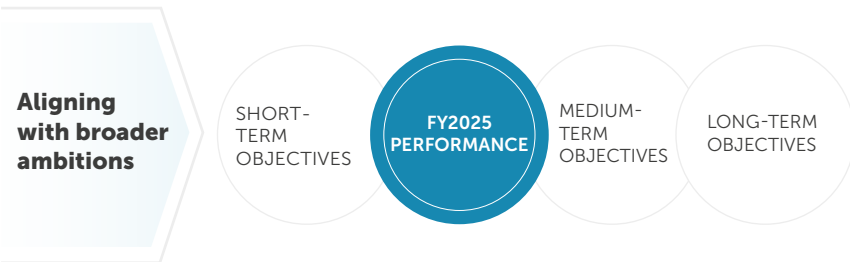 Aligning
with broader
ambitions
SHORT-
TERM
OBJECTIVES
FY2025
PERFORMANCE
MEDIUM-
TERM
OBJECTIVES
LONG-TERM
OBJECTIVES